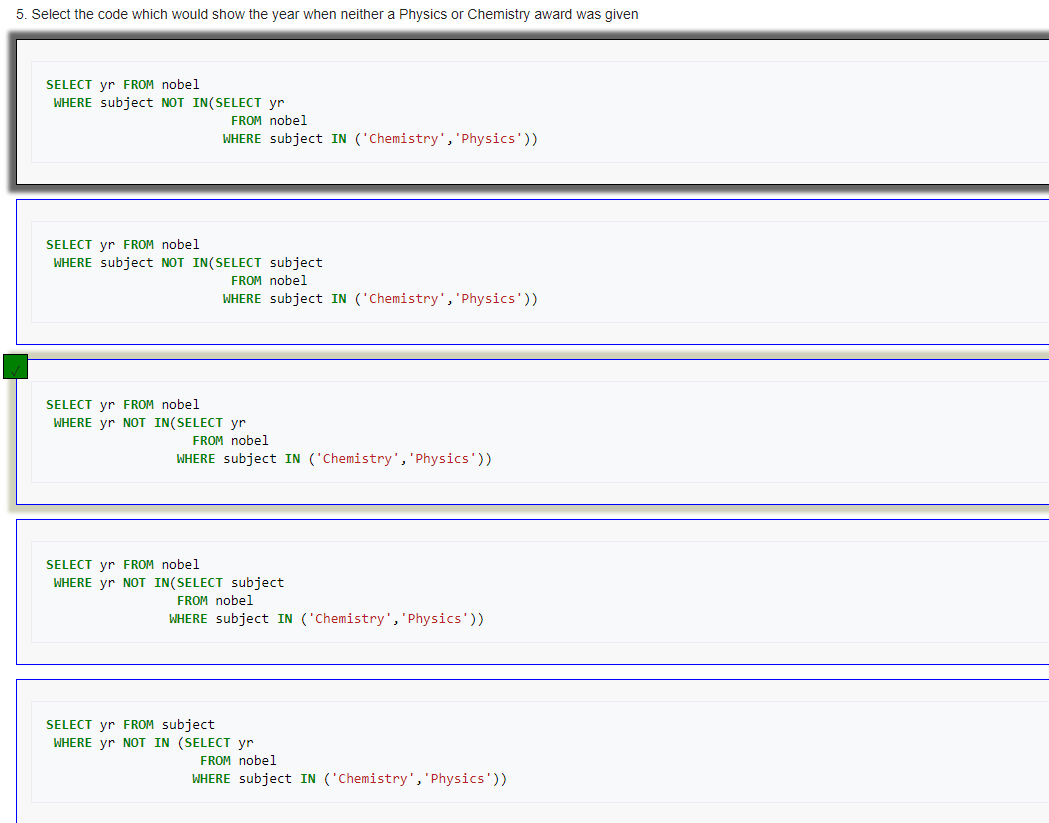 5. Select the code which would show the year when neither a Physics or Chemistry award was given
SELECT yr FROM nobel
WHERE subject NOT IN(SELECT yr
FROM nobel
WHERE subject IN ('Chemistry','Physics'))
SELECT yr FROM nobel
WHERE subject NOT IN(SELECT subject
FROM nobel
WHERE subject IN ('Chemistry','Physics'))
SELECT yr FROM nobel
WHERE yr NOT IN(SELECT yr
FROM nobel
WHERE subject IN ('Chemistry','Physics'))
SELECT yr FROM nobel
WHERE yr NOT IN(SELECT subject
FROM nobel
WHERE subject IN ('Chemistry','Physics'))
SELECT yr FROM subject
WHERE yr NOT IN (SELECT yr
FROM nobel
WHERE subject IN ('Chemistry','Physics'))